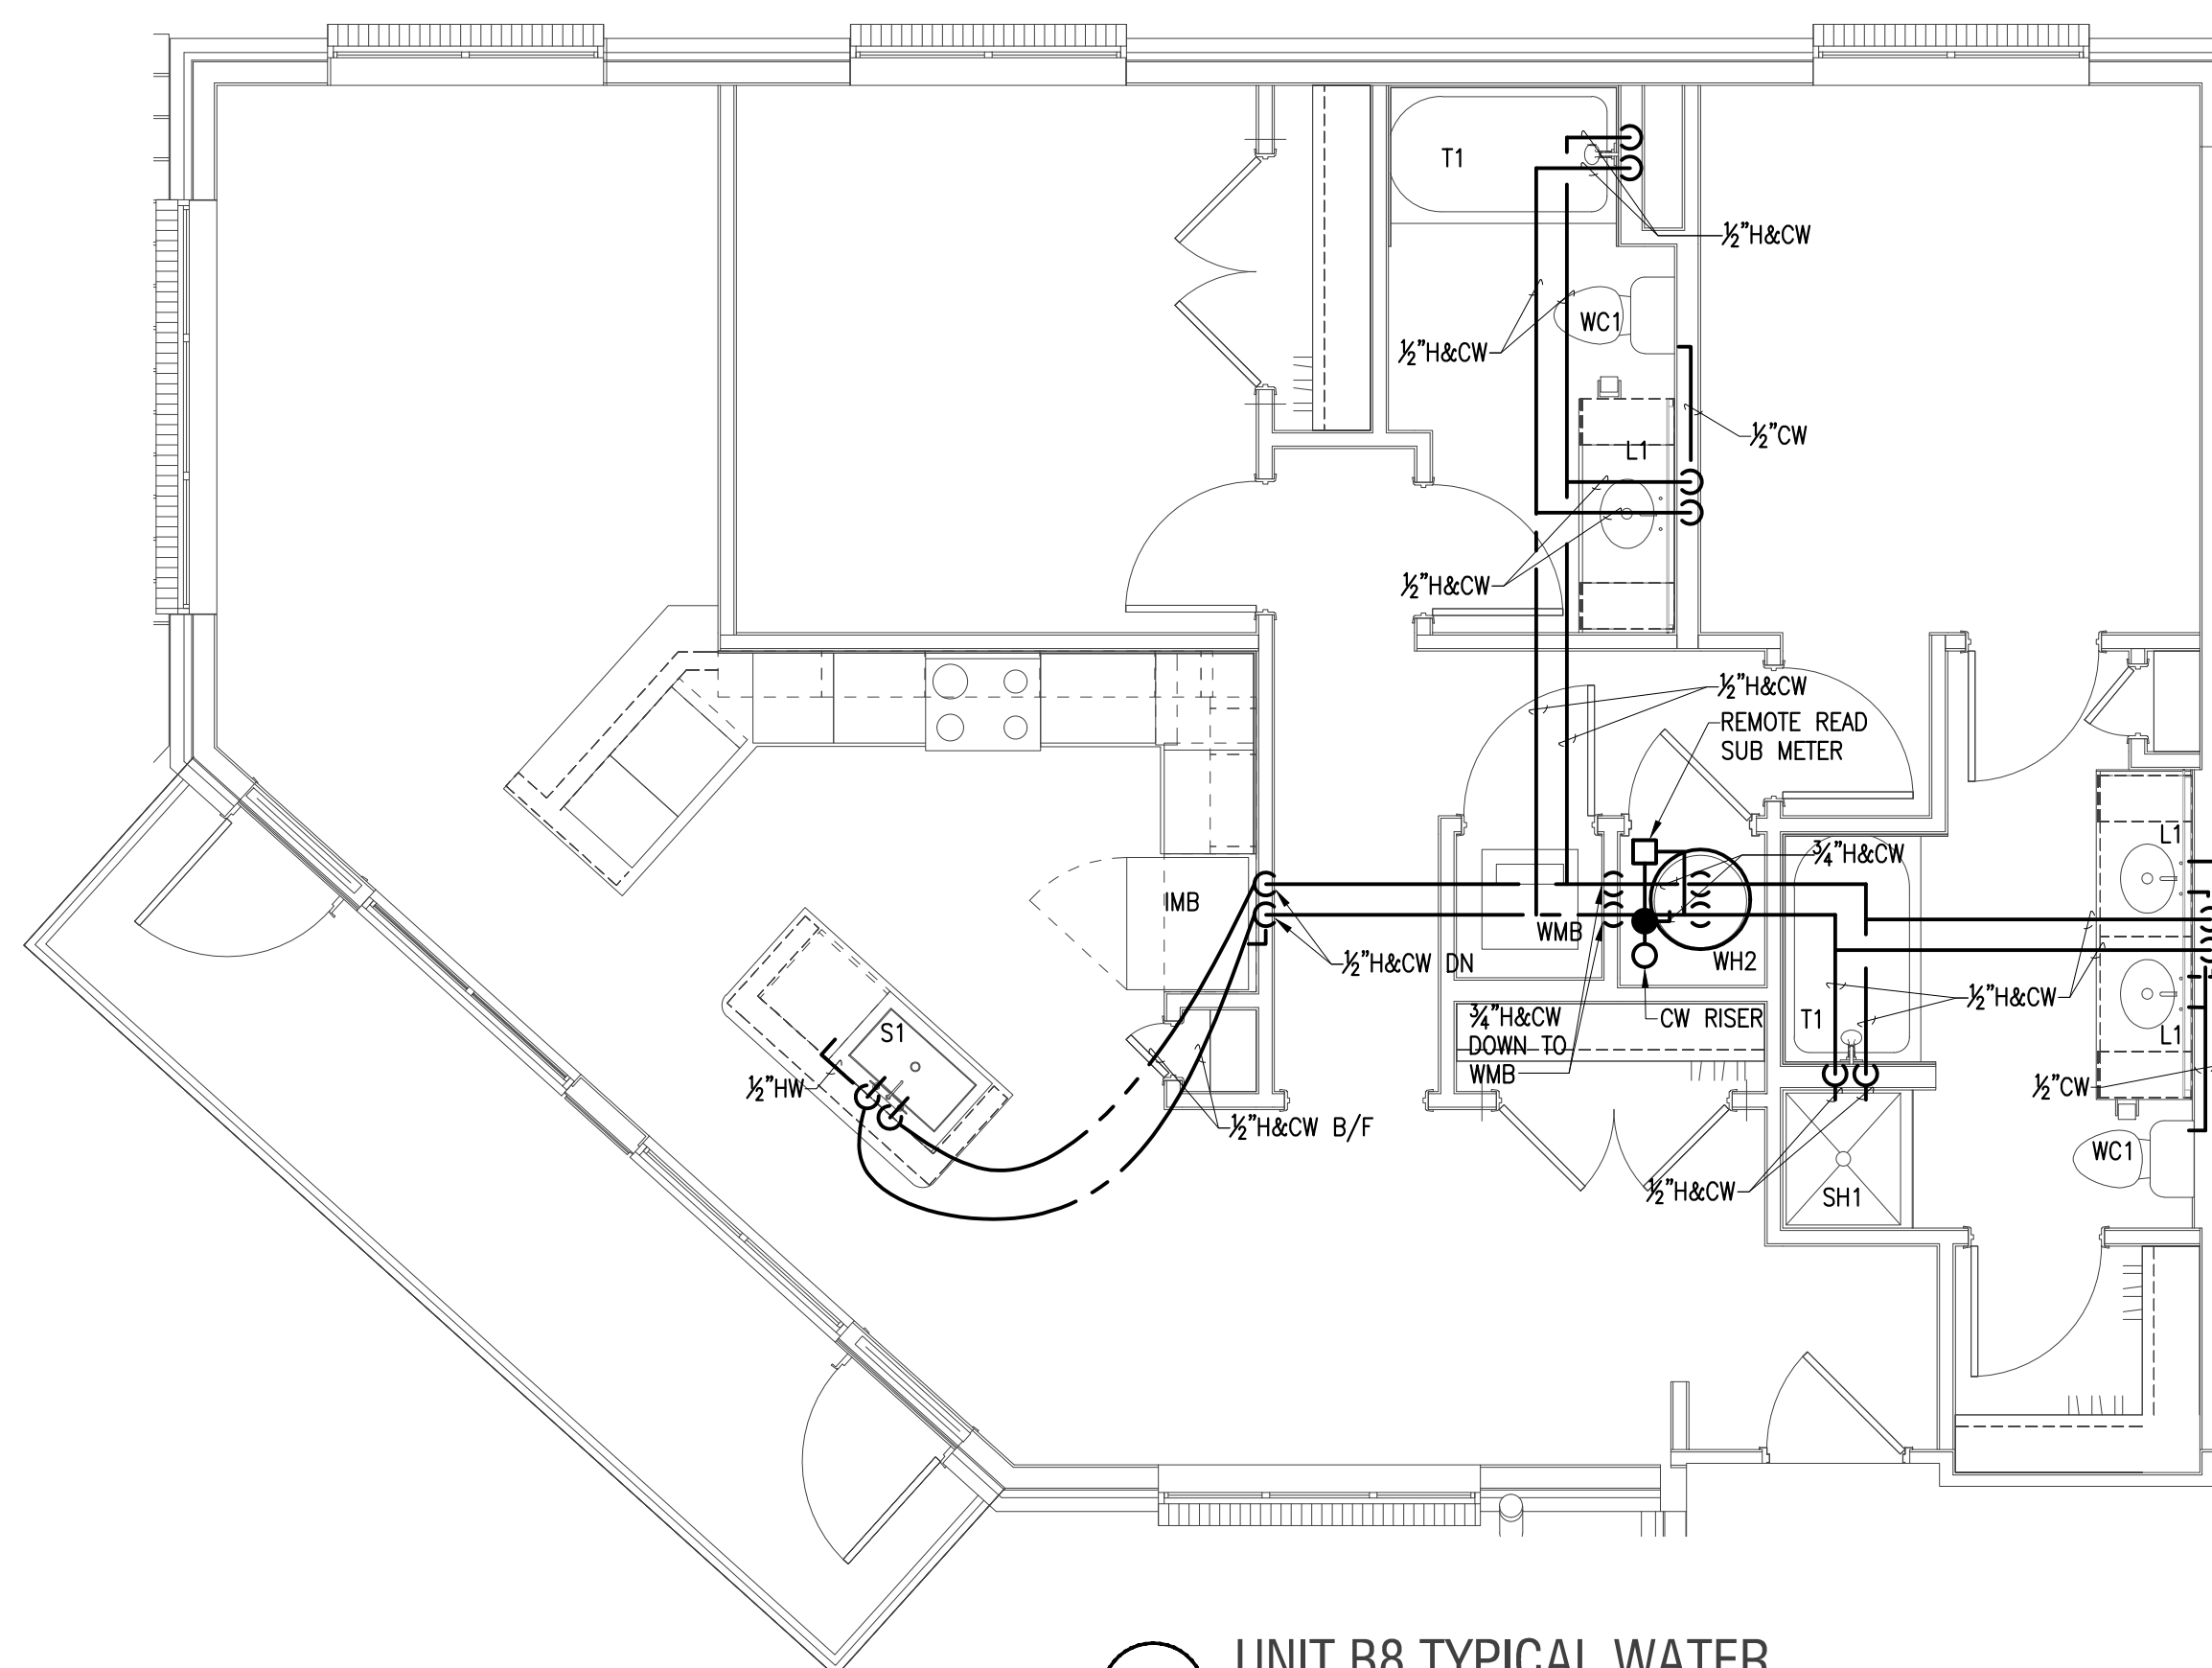 T1
½"H&CW
WC1
½"H&CW
½"CW
L1
½"H&CW
½"H&CW
REMOTE READ
SUB METER
L1
¾"H&CW
IMB
WMB
½"H&CW DN
WH2
½"H&CW
¾"H&CW
DOWN TO
WMB
CW RISER
T1
S1
L1
½"HW
½"CW
½"H&CW B/F
WC1
½"H&CW
SH1
UNIT B8 TYPICAL WATER